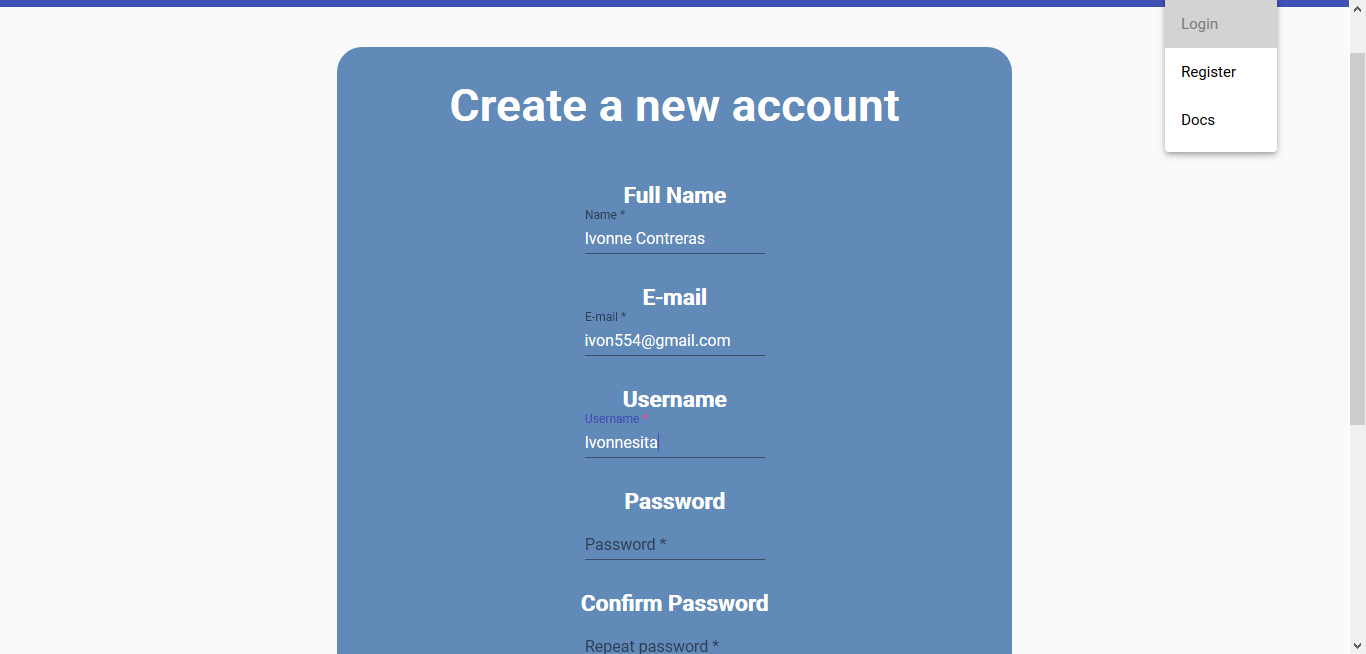 Login
Register
Docs
Create a new account
Full Name
Name *
Ivonne Contreras
E-mail
E-mail *
ivon554@gmail.com
Username
Username *
Ivonnesita
Password
Password *
Confirm Password
Repeat password *